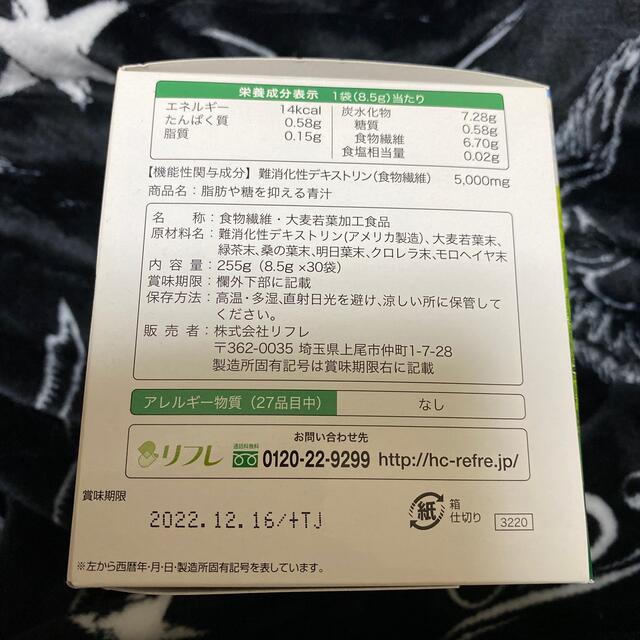 栄養成分表示 1袋(8.5g)当たり
エネルギー 14kcal
たんぱく質 0.58g
脂質 0.15g
炭水化物 7.28g
糖質 0.58g
食物繊維 6.70g
食塩相当量 0.02g
【機能性関与成分】難消化性デキストリン(食物繊維) 5,000mg
商品名:脂肪や糖を抑える青汁
名称:食物繊維・大麦若葉加工食品
原材料名:難消化性デキストリン(アメリカ製造)、大麦若葉末、
緑茶末、桑の葉末、明日葉末、クロレラ末、モロヘイヤ末
内容量:255g(8.5g×30袋)
賞味期限:欄外下部に記載
保存方法:高温・多湿、直射日光を避け、涼しい所に保管して
ください。
販売者:株式会社リフレ
〒362-0035 埼玉県上尾市仲町1-7-28
製造所固有記号は賞味期限右に記載
アレルギー物質(27品目中) なし
お問い合わせ先
リフレ 通話料無料 0120-22-9299 http://hc-refre.jp/
賞味期限
2022.12.16/+TJ
紙 箱
仕切り
3220
※左から西暦年・月・日・製造所固有記号を表しています。